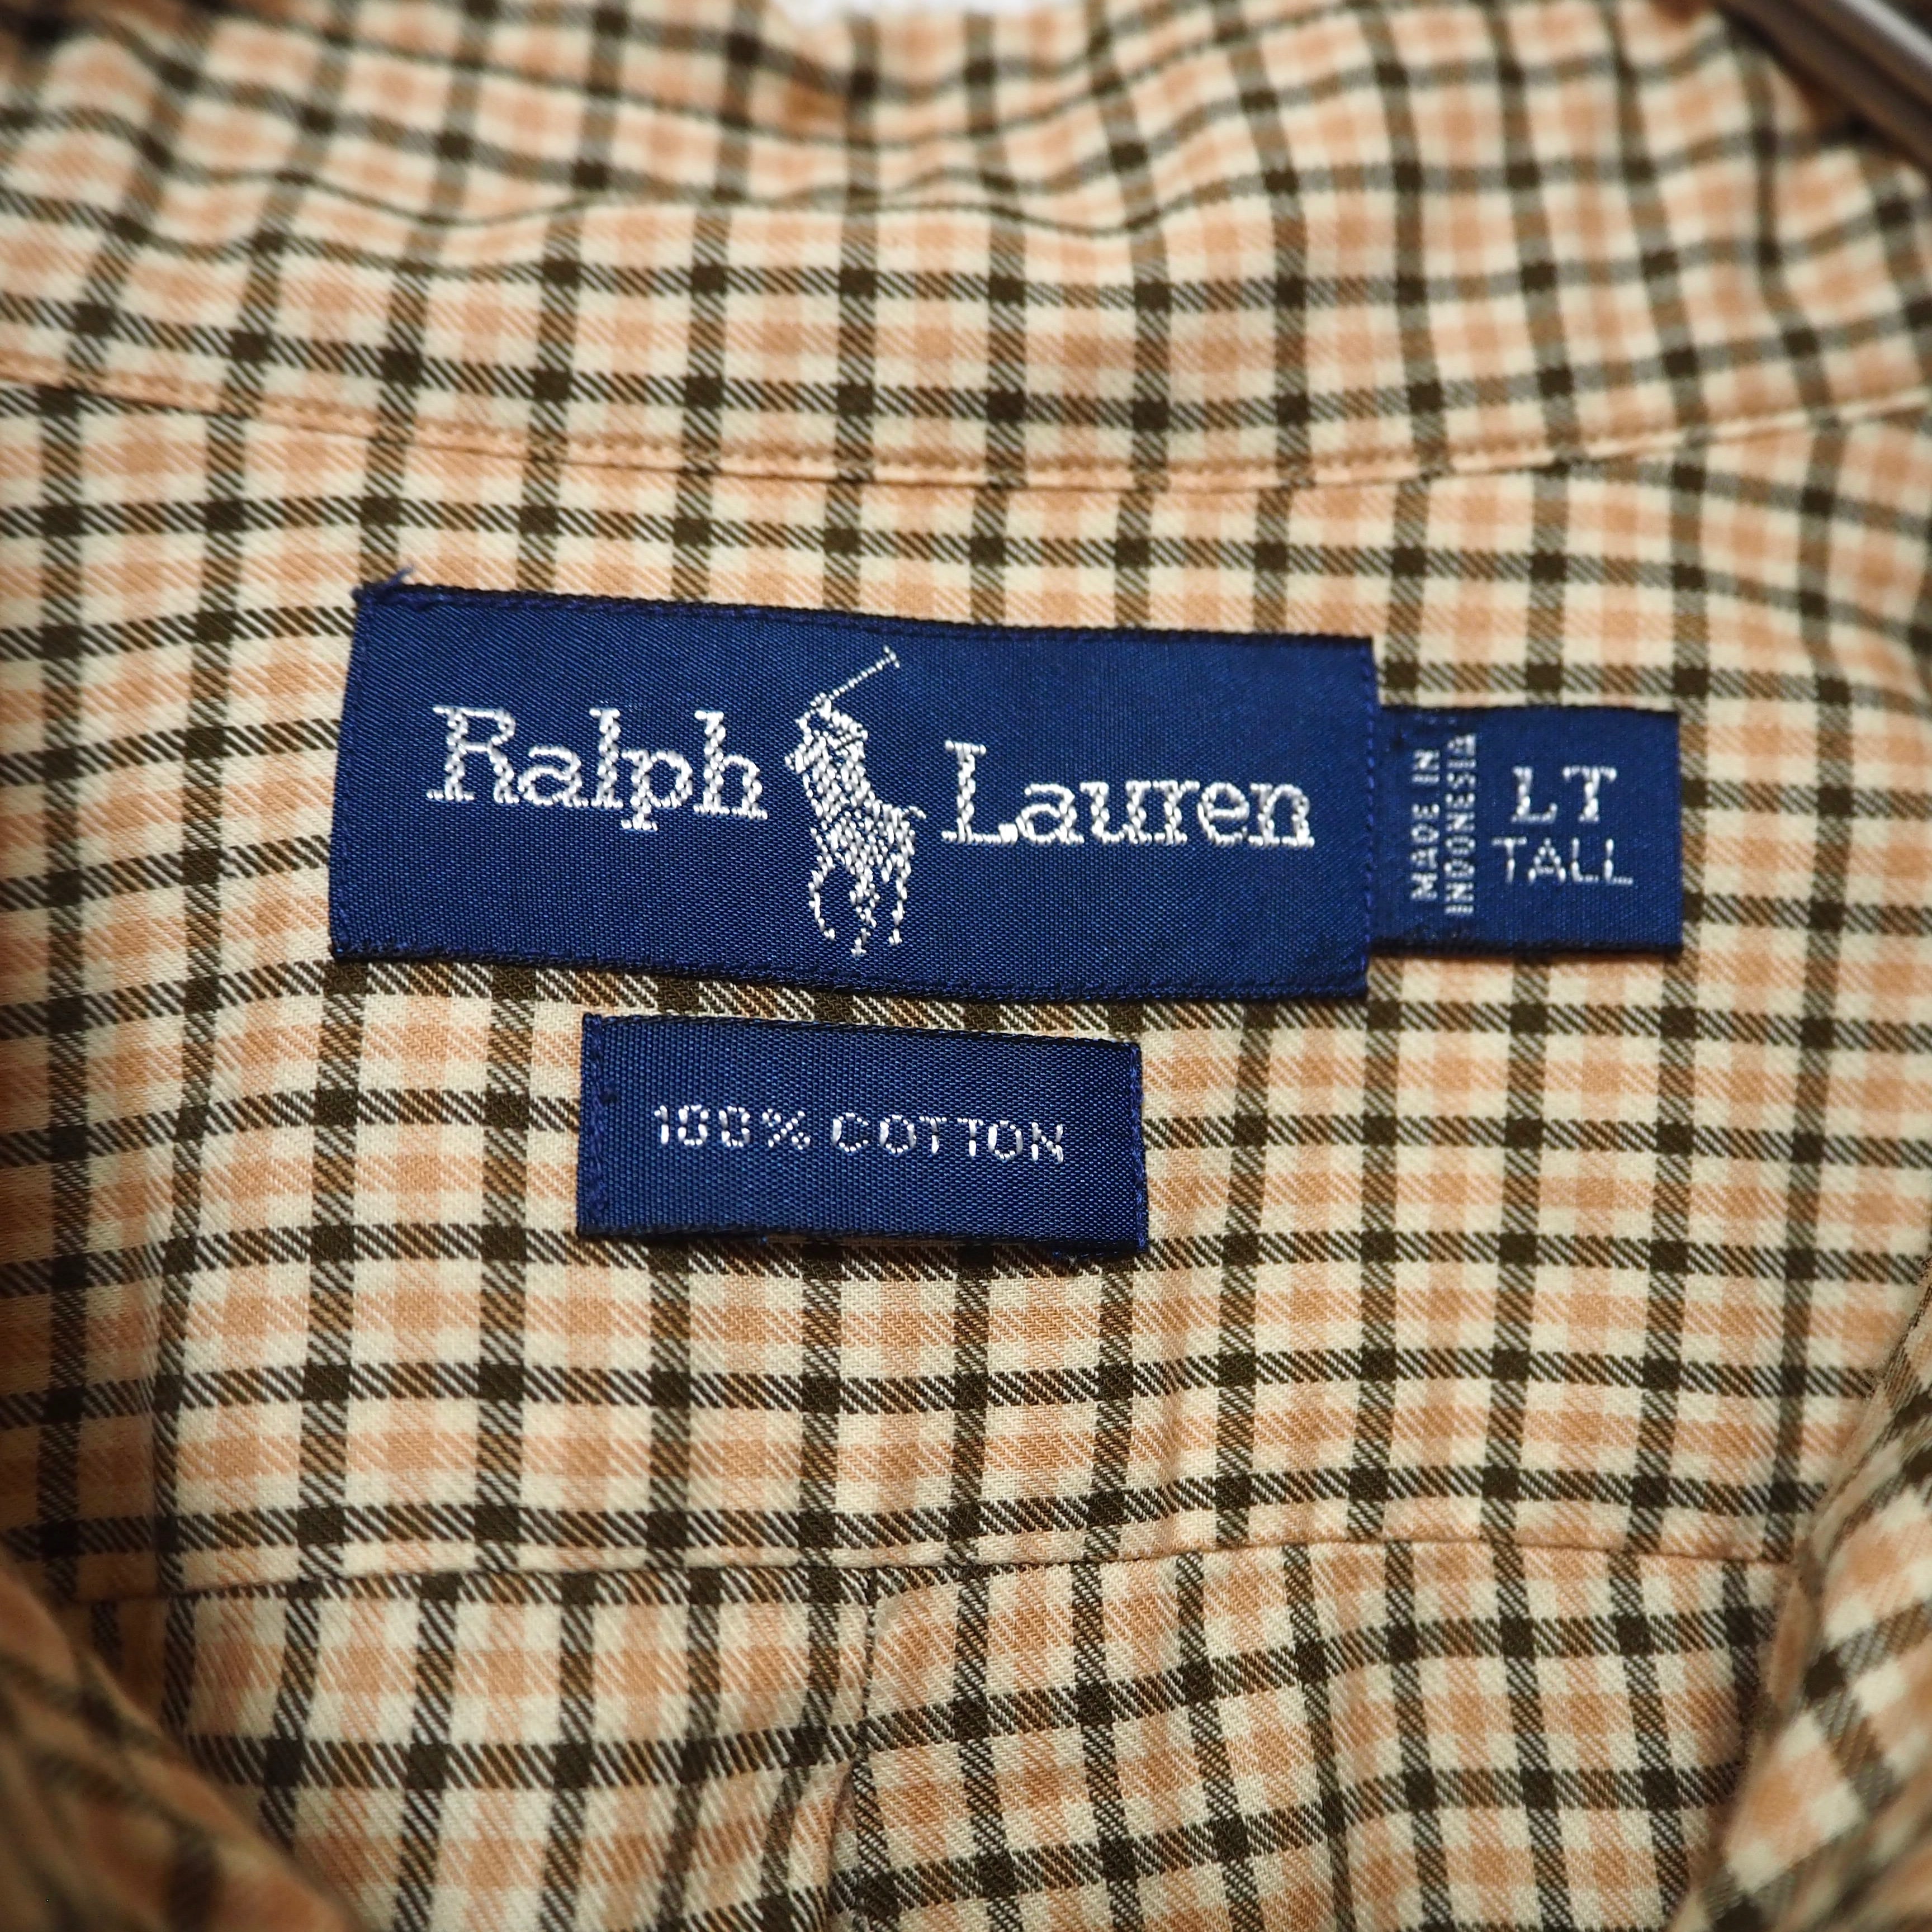 Ralph Lauren
MADE IN
INDONESIA
LT
TALL
100% COTTON